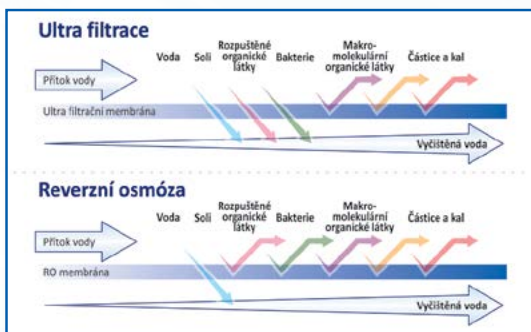 Ultra filtrace
Voda
Soli
Rozpuštěné
organické
látky
Bakterie
Makro-
molekulární
organické látky
Částice a kal
Přítok vody
Ultra filtrační membrána
Vyčištěná voda
Reverzní osmóza
Voda
Soli
Rozpuštěné
organické
látky
Bakterie
Makro-
molekulární
organické látky
Částice a kal
Přítok vody
RO membrána
Vyčištěná voda